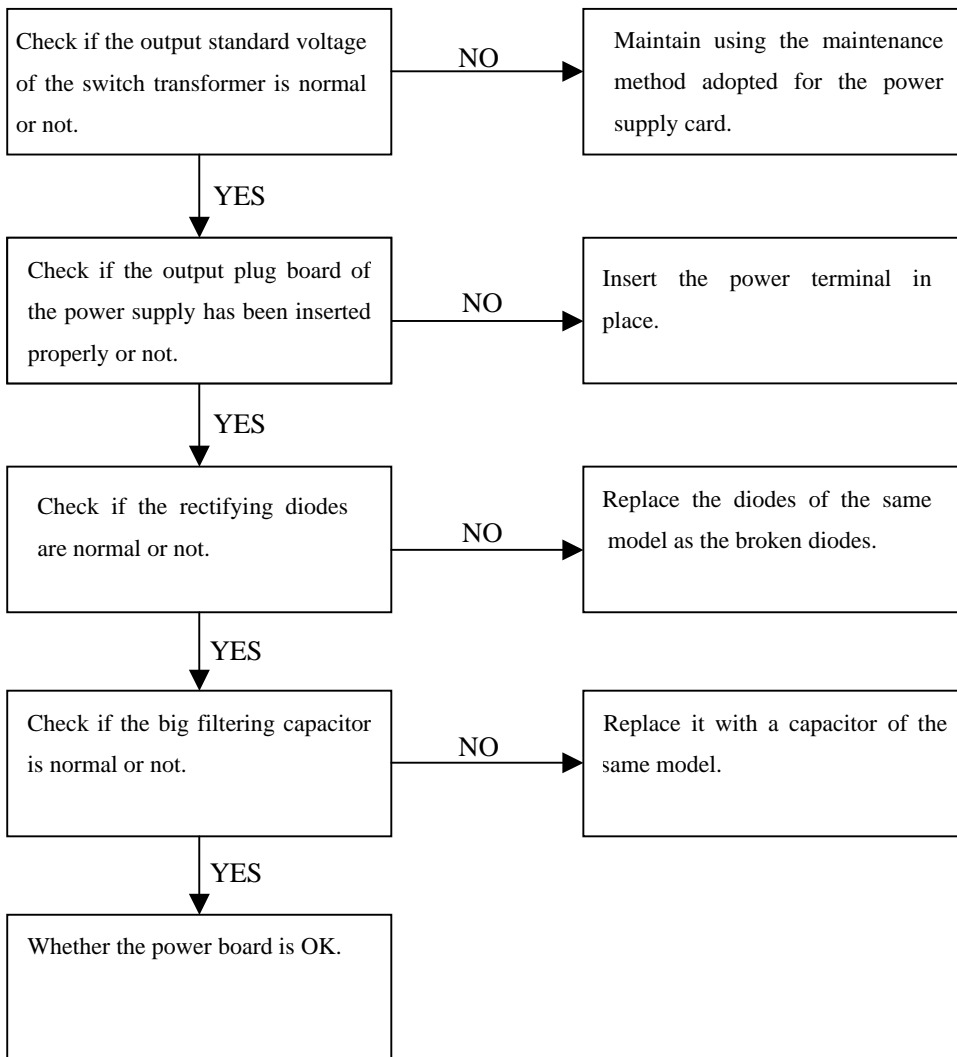 Check if the output standard voltage
of the switch transformer is normal
or not.
NO
Maintain using the maintenance
method adopted for the power
supply card.
YES
Check if the output plug board of
the power supply has been inserted
properly or not.
NO
Insert the power terminal in
place.
YES
Check if the rectifying diodes
are normal or not.
NO
Replace the diodes of the same
model as the broken diodes.
YES
Check if the big filtering capacitor
is normal or not.
NO
Replace it with a capacitor of the
same model.
YES
Whether the power board is OK.